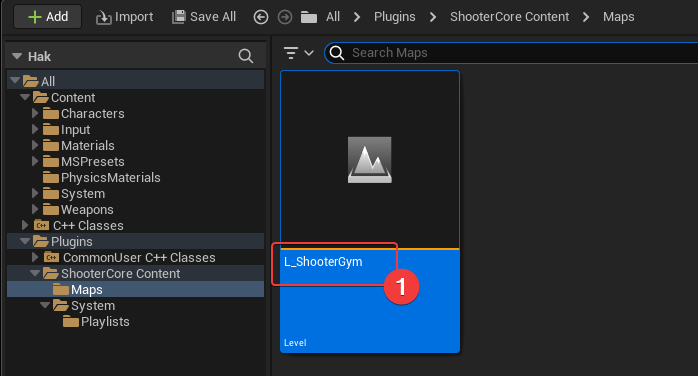 Add
Import
Save All
All
Plugins
ShooterCore Content
Maps
Hak
Search Maps
All
Content
Characters
Input
Materials
MSPresets
PhysicsMaterials
System
Weapons
C++ Classes
Plugins
CommonUser C++ Classes
ShooterCore Content
Maps
System
Playlists
L_ShooterGym
1
Level